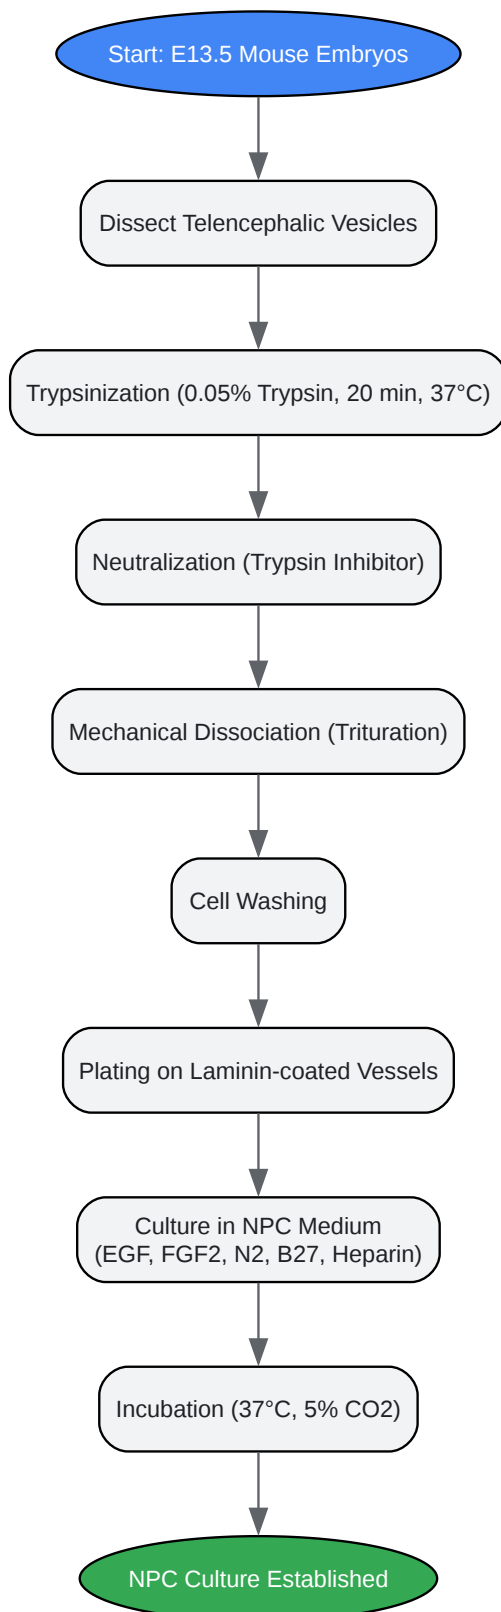 Start: E13.5 Mouse Embryos
Dissect Telencephalic Vesicles
Trypsinization (0.05% Trypsin, 20 min, 37°C)
Neutralization (Trypsin Inhibitor)
Mechanical Dissociation (Trituration)
Cell Washing
Plating on Laminin-coated Vessels
Culture in NPC Medium
(EGF, FGF2, N2, B27, Heparin)
Incubation (37°C, 5% CO2)
NPC Culture Established